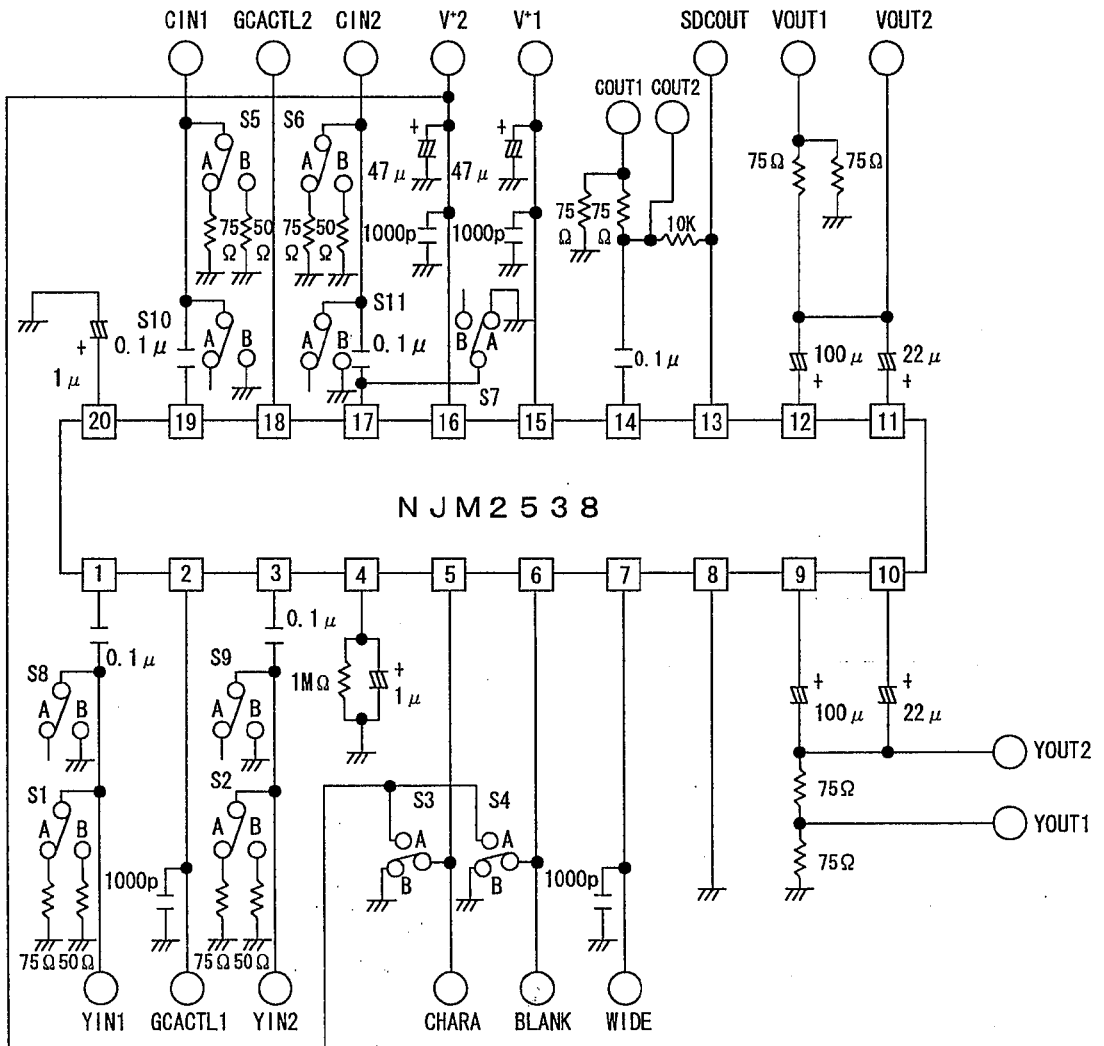 CIN1 GCACTL2 CIN2 V+2 V+1 SDCOUT VOUT1 VOUT2
COUT1 COUT2
S5 S6
A B A B
47μ 47μ
75Ω 75Ω
75 50 75 50
Ω Ω Ω Ω
1000p 1000p
75 75
Ω Ω
10K
S10 S11
0.1μ A B A B 0.1μ B A
S7
1μ
0.1μ
100μ 22μ
20 19 18 17 16 15 14 13 12 11
NJM2538
1 2 3 4 5 6 7 8 9 10
0.1μ 0.1μ
S8 S9
A B A B
1MΩ 1μ
100μ 22μ
YOUT2
S1 S2 S3 S4
75Ω
YOUT1
A B A B A A
B B
75Ω
1000p 1000p
75Ω 50Ω 75Ω 50Ω
YIN1 GCACTL1 YIN2 CHARA BLANK WIDE